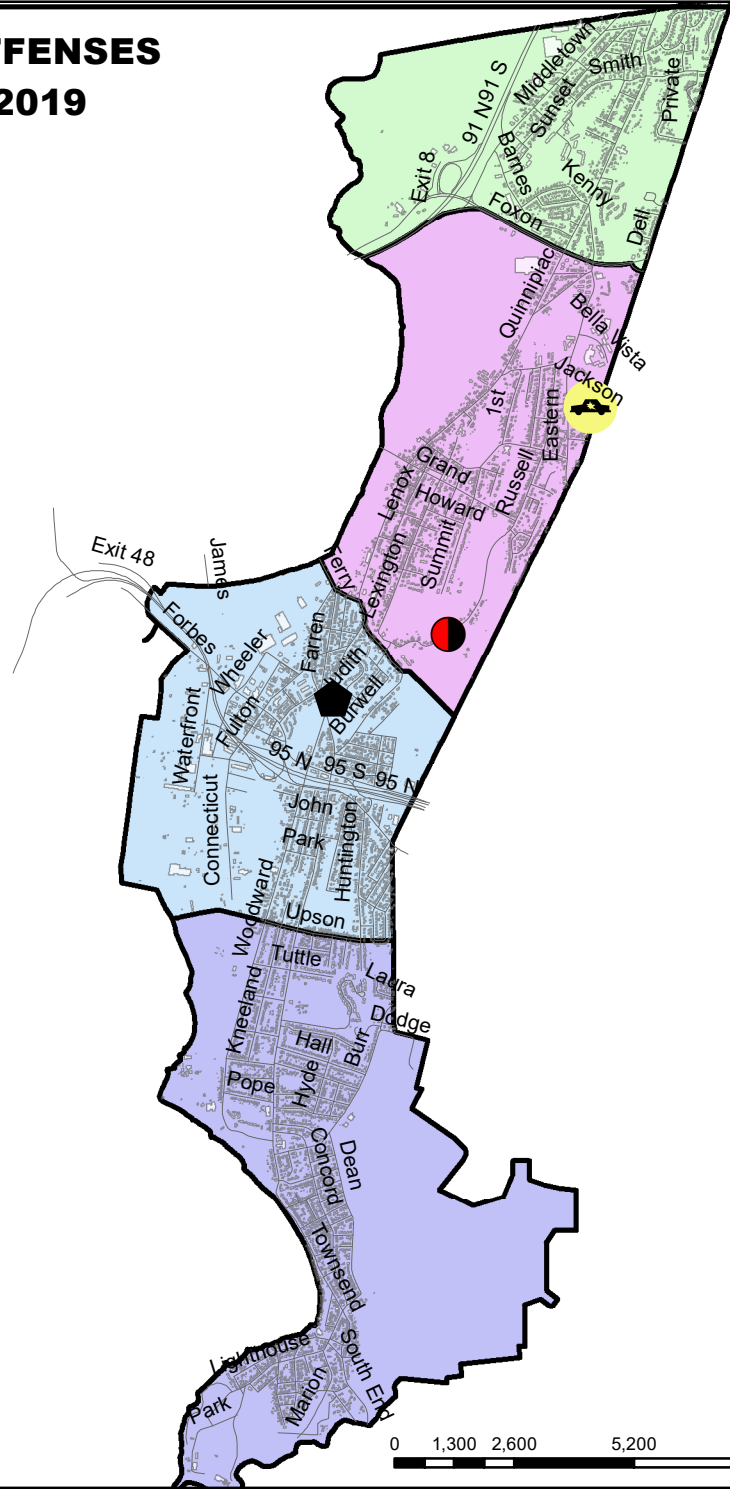 FFENSES
2019
Middletown
Smith
Sunset
Private
91 N
91 S
Barnes
Exit 8
Kenny
Foxon
Dell
Quinnipiac
Bella Vista
Jackson
1st
Eastern
Grand
Russell
Lenox
Howard
Summit
Lexington
Ferry
Exit 48
James
Forbes
Farren
Wheeler
Judith
Fulton
Burwell
Waterfront
95 N
95 S
95 N
Connecticut
John
Park
Huntington
Woodward
Upson
Tuttle
Laura
Kneeland
Dodge
Hall
Burr
Pope
Hyde
Concord
Dean
Townsend
Lighthouse
South End
Marion
Park
0 1,300 2,600 5,200